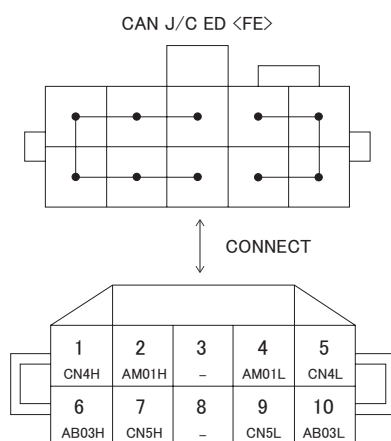 CAN J/C ED <FE>
CONNECT
1 2 3 4 5
CN4H AM01H – AM01L CN4L
6 7 8 9 10
AB03H CN5H – CN5L AB03L